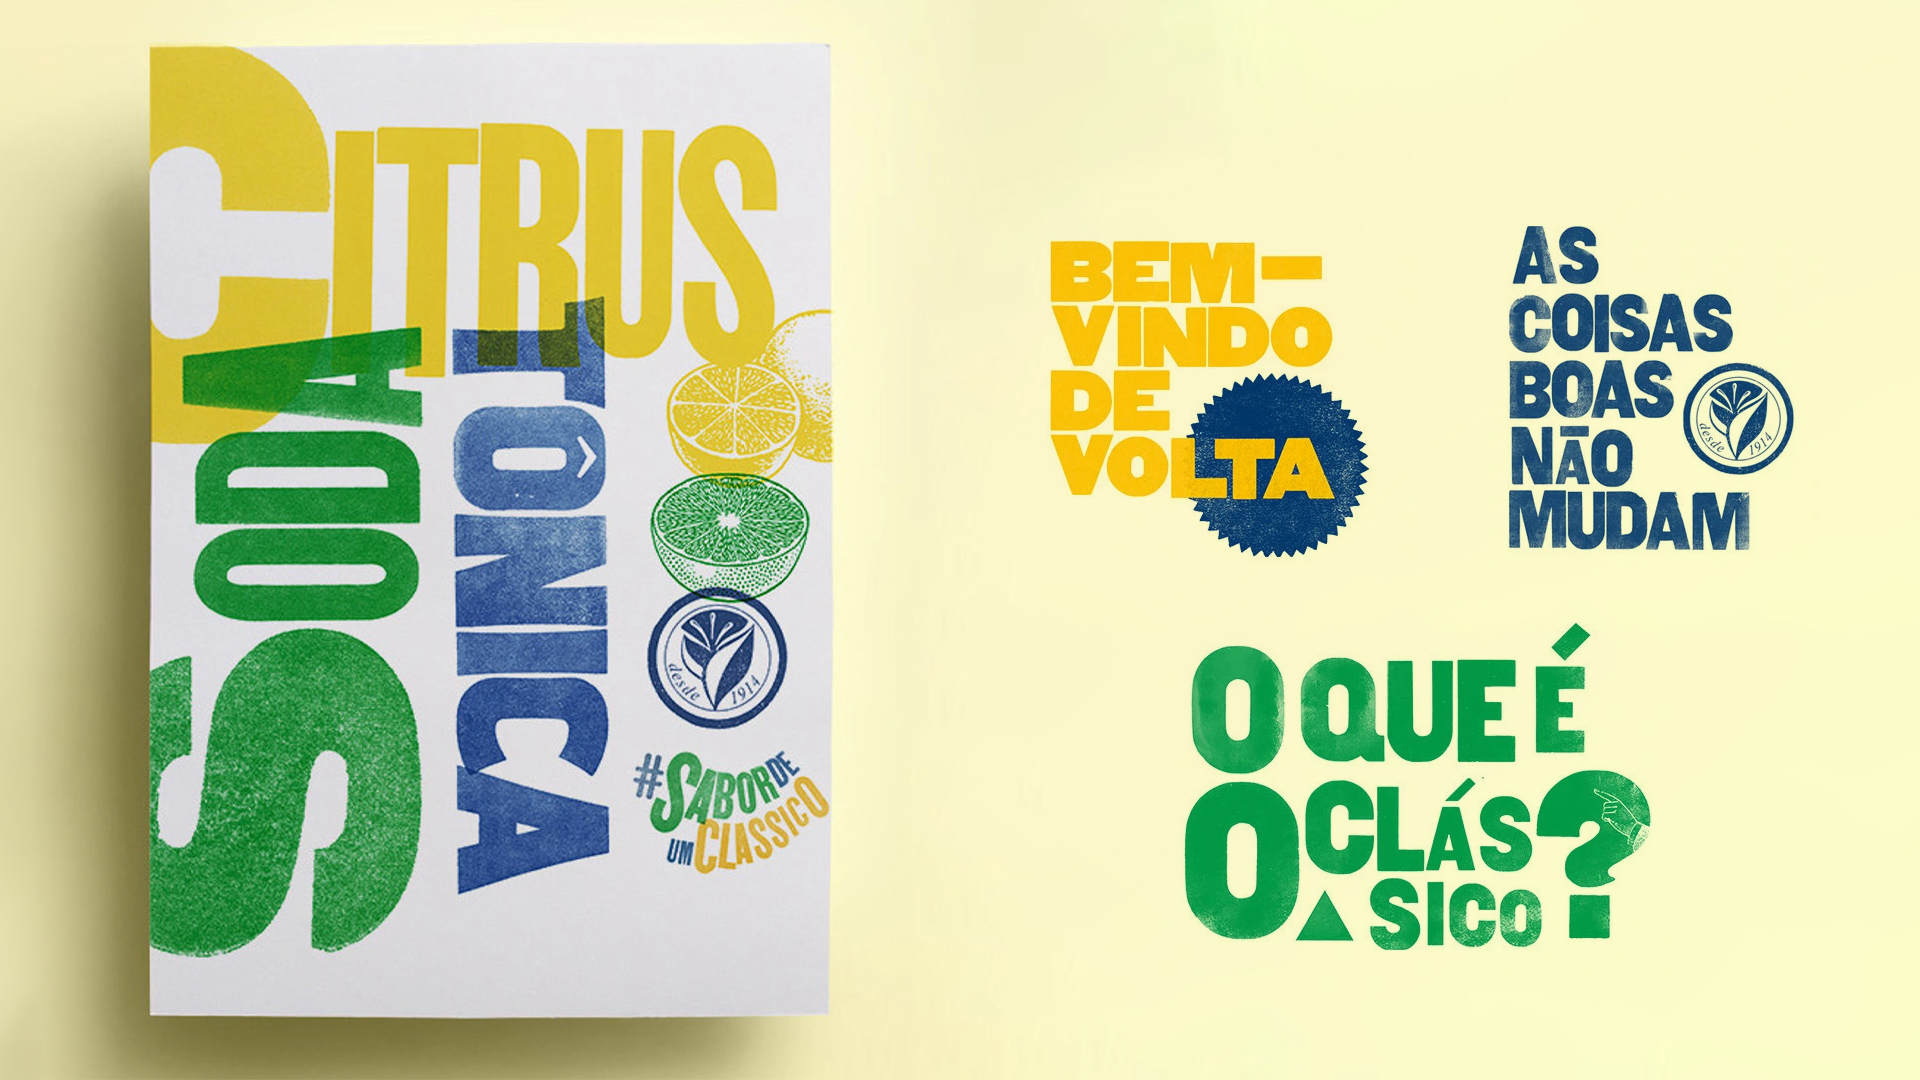 CITRUS
SODA
TÔNICA
desde 1914
#SABOR DE
UM CLASSICO
BEM-
VINDO
DE
VOLTA
AS
COISAS
BOAS
NÃO
MUDAM
desde 1914
O QUE É
O CLÁS
SICO?